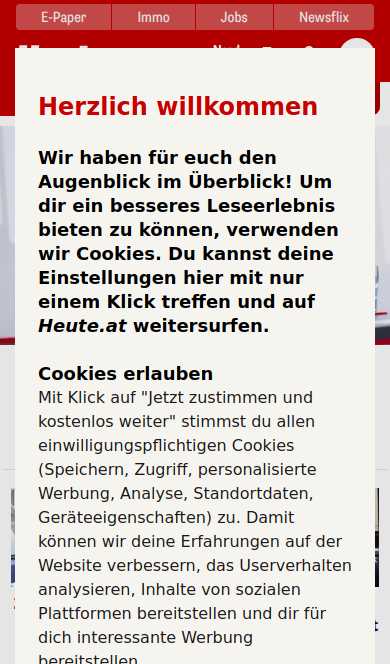 E-Paper
Immo
Jobs
Newsflix
Herzlich willkommen
Wir haben für euch den
Augenblick im Überblick! Um
dir ein besseres Leseerlebnis
bieten zu können, verwenden
wir Cookies. Du kannst deine
Einstellungen hier mit nur
einem Klick treffen und auf
Heute.at weitersurfen.
Cookies erlauben
Mit Klick auf "Jetzt zustimmen und
kostenlos weiter" stimmst du allen
einwilligungspflichtigen Cookies
(Speichern, Zugriff, personalisierte
Werbung, Analyse, Standortdaten,
Geräteeigenschaften) zu. Damit
können wir deine Erfahrungen auf der
Website verbessern, das Userverhalten
analysieren, Inhalte von sozialen
Plattformen bereitstellen und dir für
dich interessante Werbung
bereitstellen